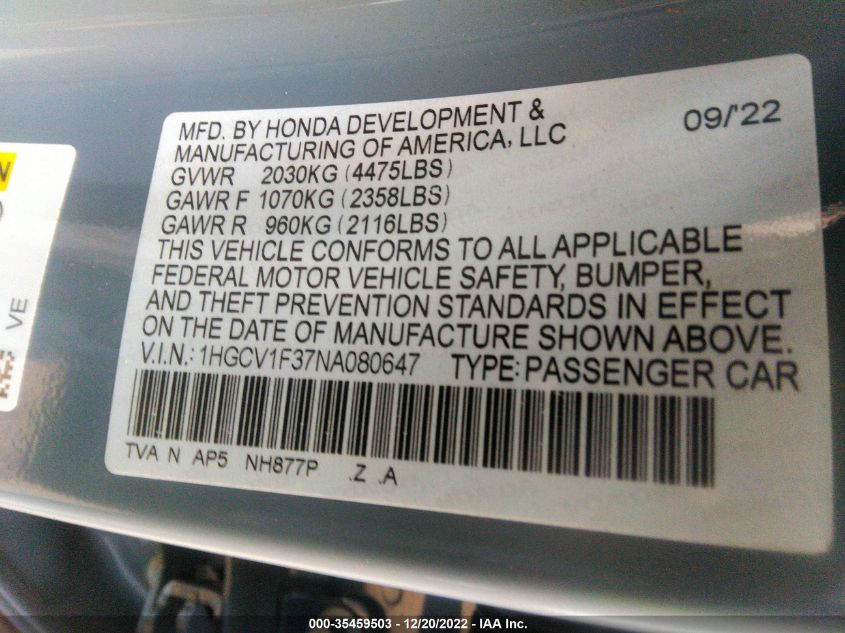 MFD. BY HONDA DEVELOPMENT & 09/'22
MANUFACTURING OF AMERICA, LLC
GVWR 2030KG (4475LBS)
GAWR F 1070KG (2358LBS)
GAWR R 960KG (2116LBS)
THIS VEHICLE CONFORMS TO ALL APPLICABLE
FEDERAL MOTOR VEHICLE SAFETY, BUMPER,
AND THEFT PREVENTION STANDARDS IN EFFECT
ON THE DATE OF MANUFACTURE SHOWN ABOVE.
V.I.N.: 1HGCV1F37NA080647 TYPE: PASSENGER CAR
TVA N AP5 NH877P .Z .A
N
VE
000-35459503 - 12/20/2022 - IAA Inc.